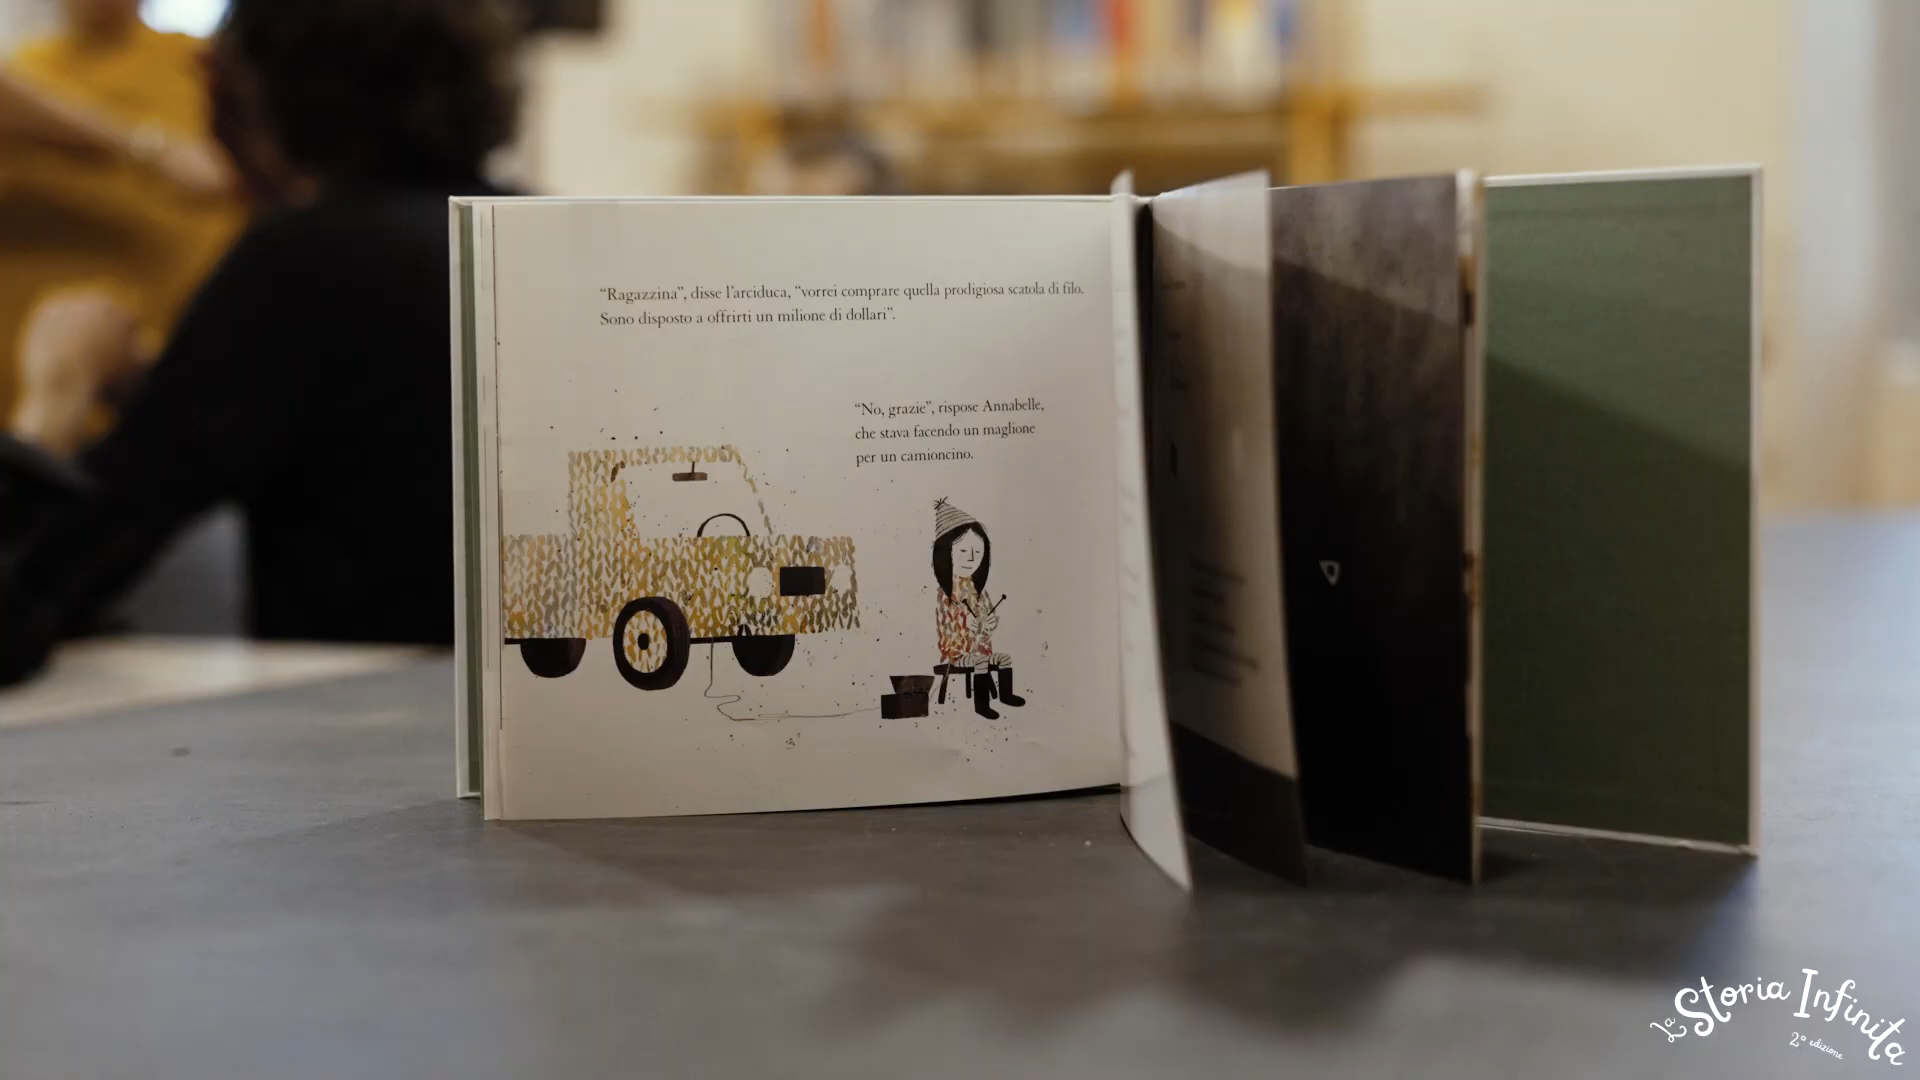 “Ragazzina”, disse l’arciduca, “vorrei comprare quella prodigiosa scatola di filo.
Sono disposto a offrirti un milione di dollari”.
“No, grazie”, rispose Annabelle,
che stava facendo un maglione
per un camioncino.
La Storia Infinita
2° edizione